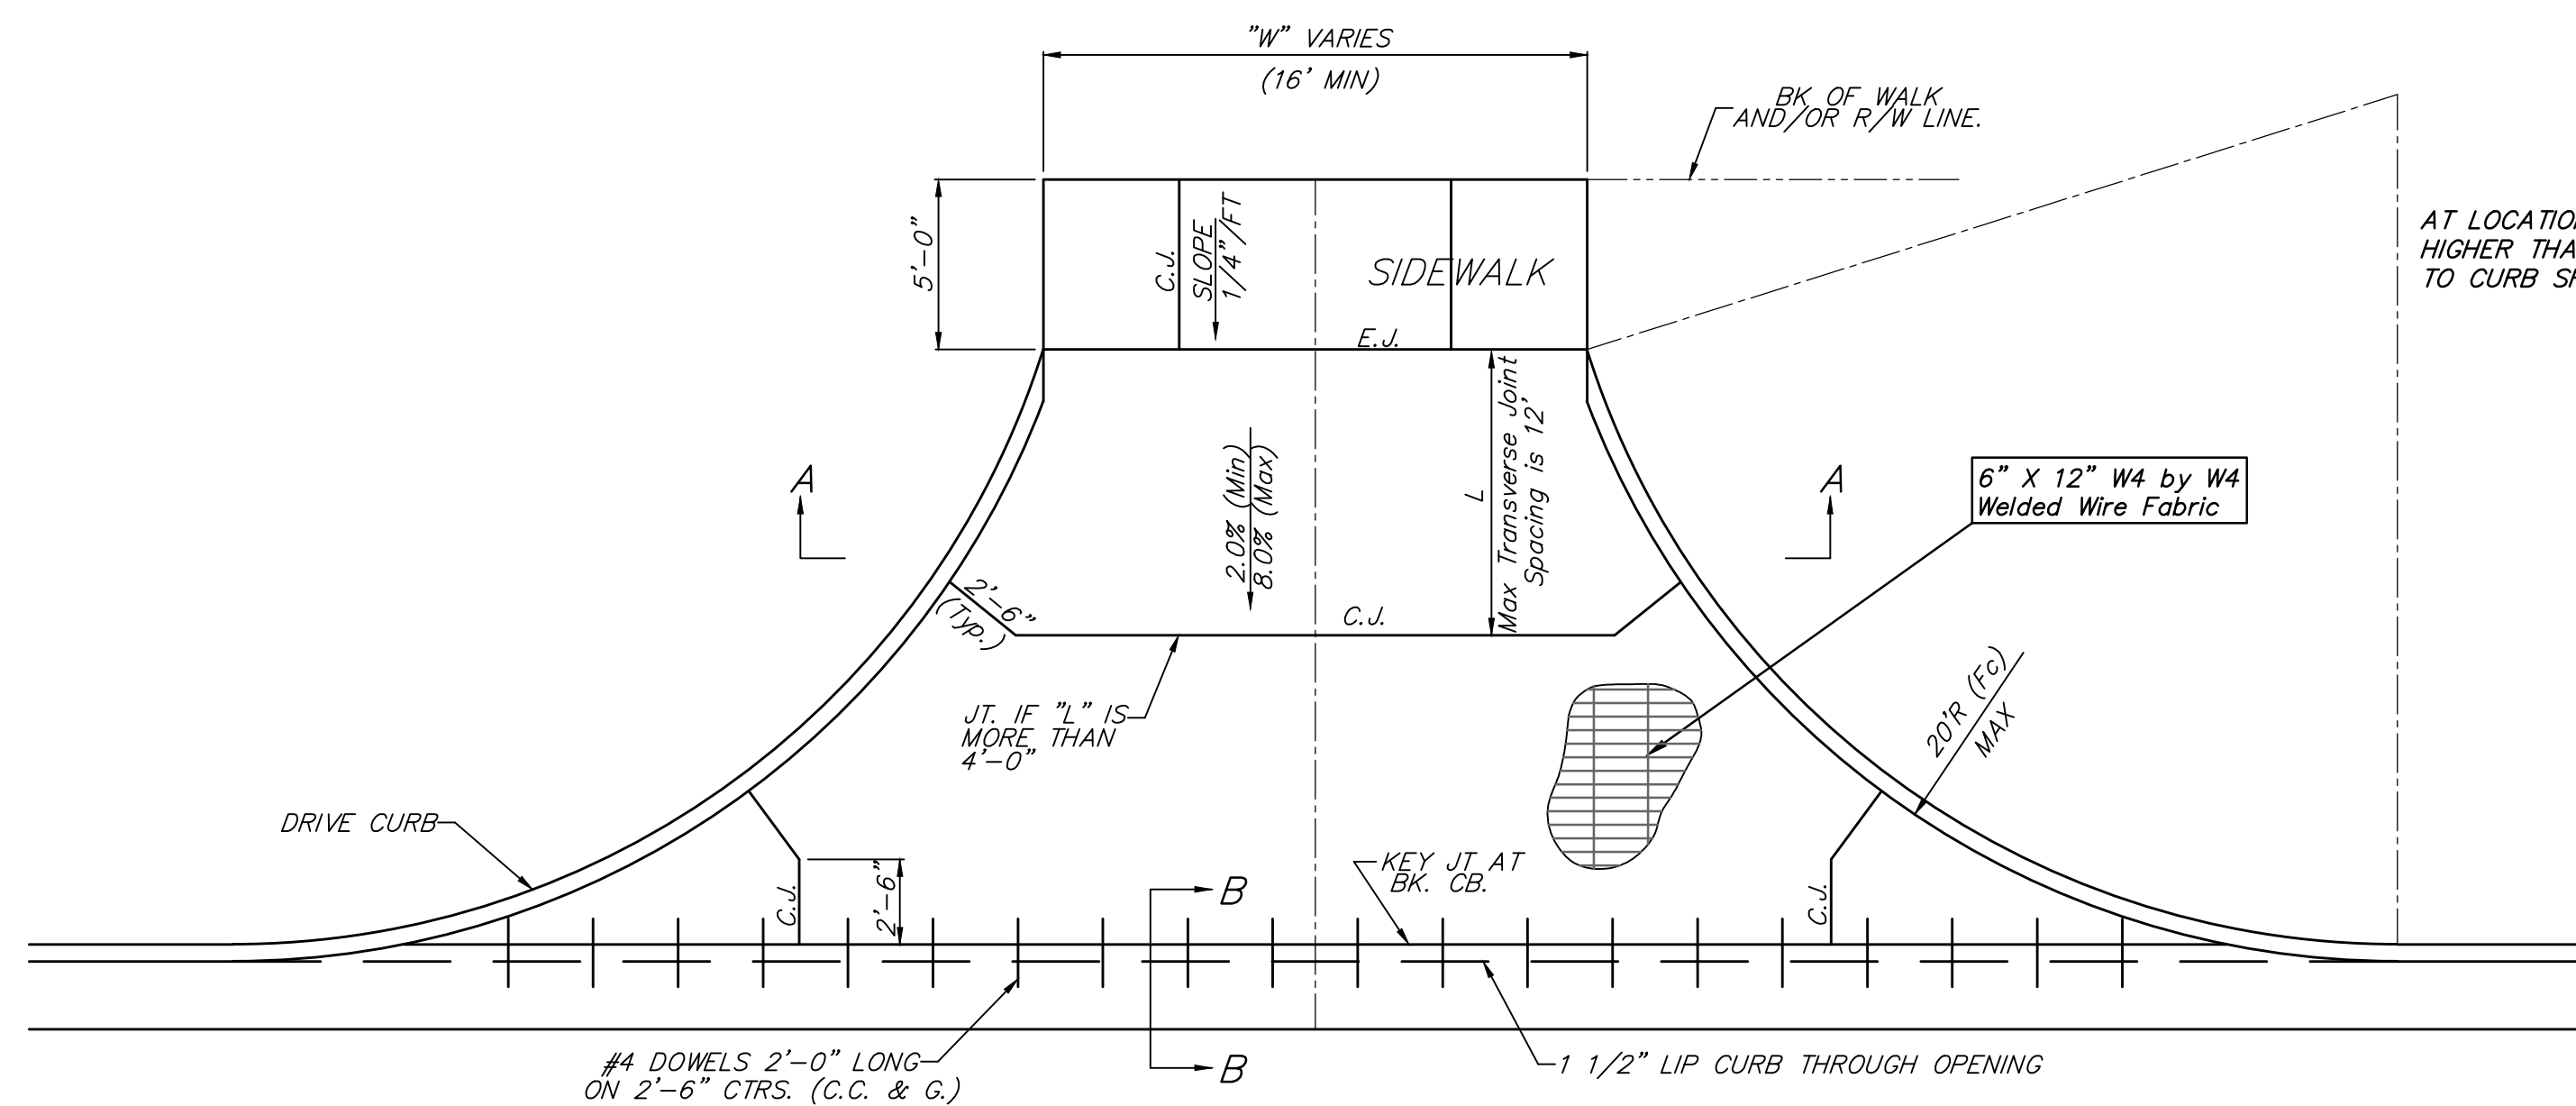 "W" VARIES
(16' MIN)
BK OF WALK
AND/OR R/W LINE.
5'-0"
C.J.
SLOPE
1/4"/FT
SIDEWALK
E.J.
AT LOCATIO
HIGHER THA
TO CURB S
A
2.0% (Min)
8.0% (Max)
L
Max Transverse Joint
Spacing is 12'
A
6" X 12" W4 by W4
Welded Wire Fabric
2'-6"
(Typ.)
C.J.
JT. IF "L" IS
MORE THAN
4'-0"
20'R (Fc)
MAX
DRIVE CURB
C.J.
2'-6"
B
KEY JT AT
BK. CB.
C.J.
#4 DOWELS 2'-0" LONG
ON 2'-6" CTRS. (C.C. & G.)
B
1 1/2" LIP CURB THROUGH OPENING